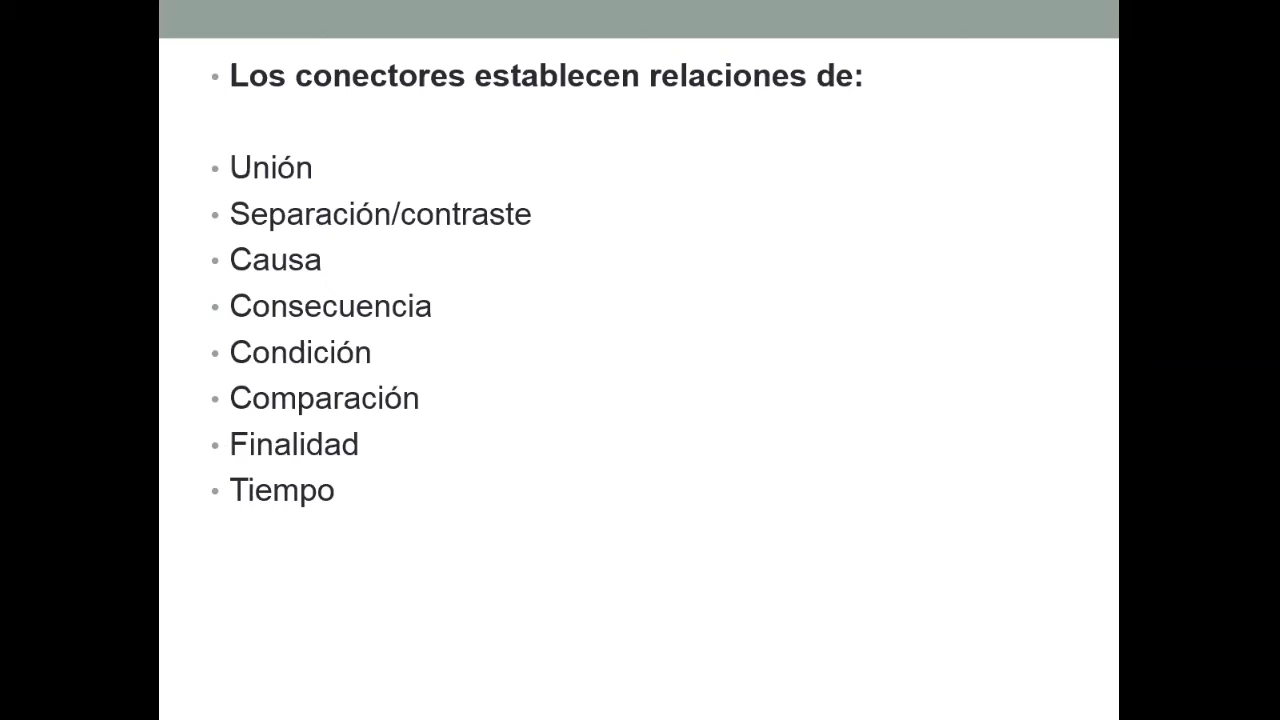 • Los conectores establecen relaciones de:
• Unión
• Separación/contraste
• Causa
• Consecuencia
• Condición
• Comparación
• Finalidad
• Tiempo